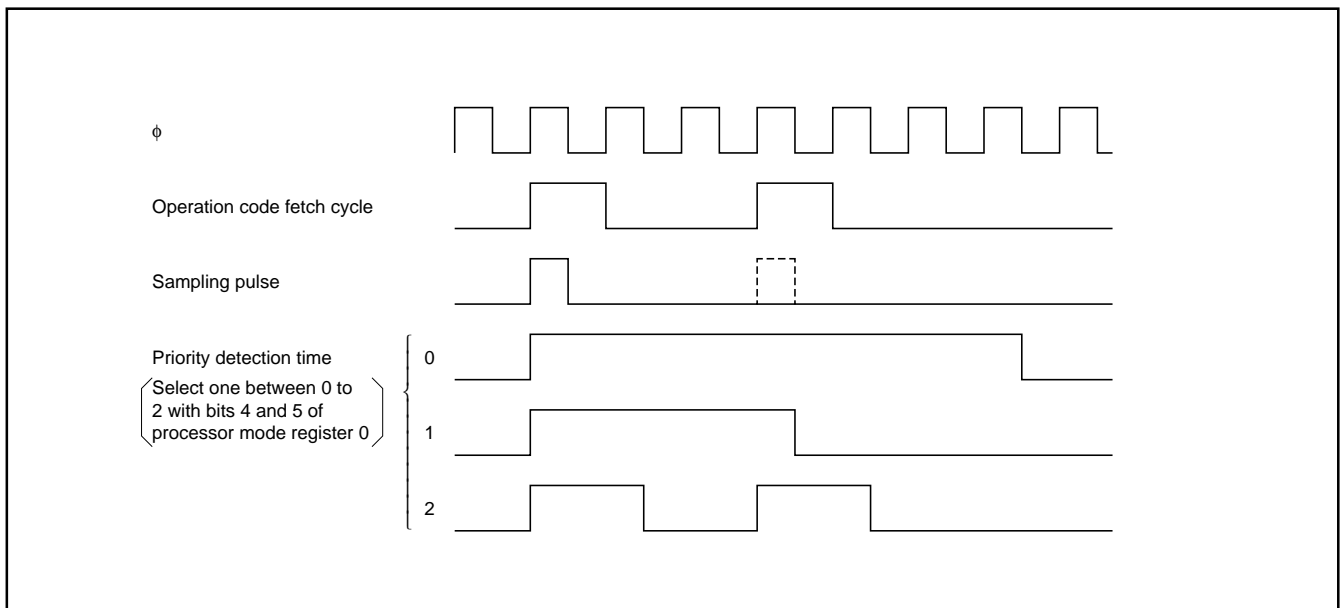 ϕ
Operation code fetch cycle
Sampling pulse
Priority detection time
Select one between 0 to
2 with bits 4 and 5 of
processor mode register 0
0
1
2